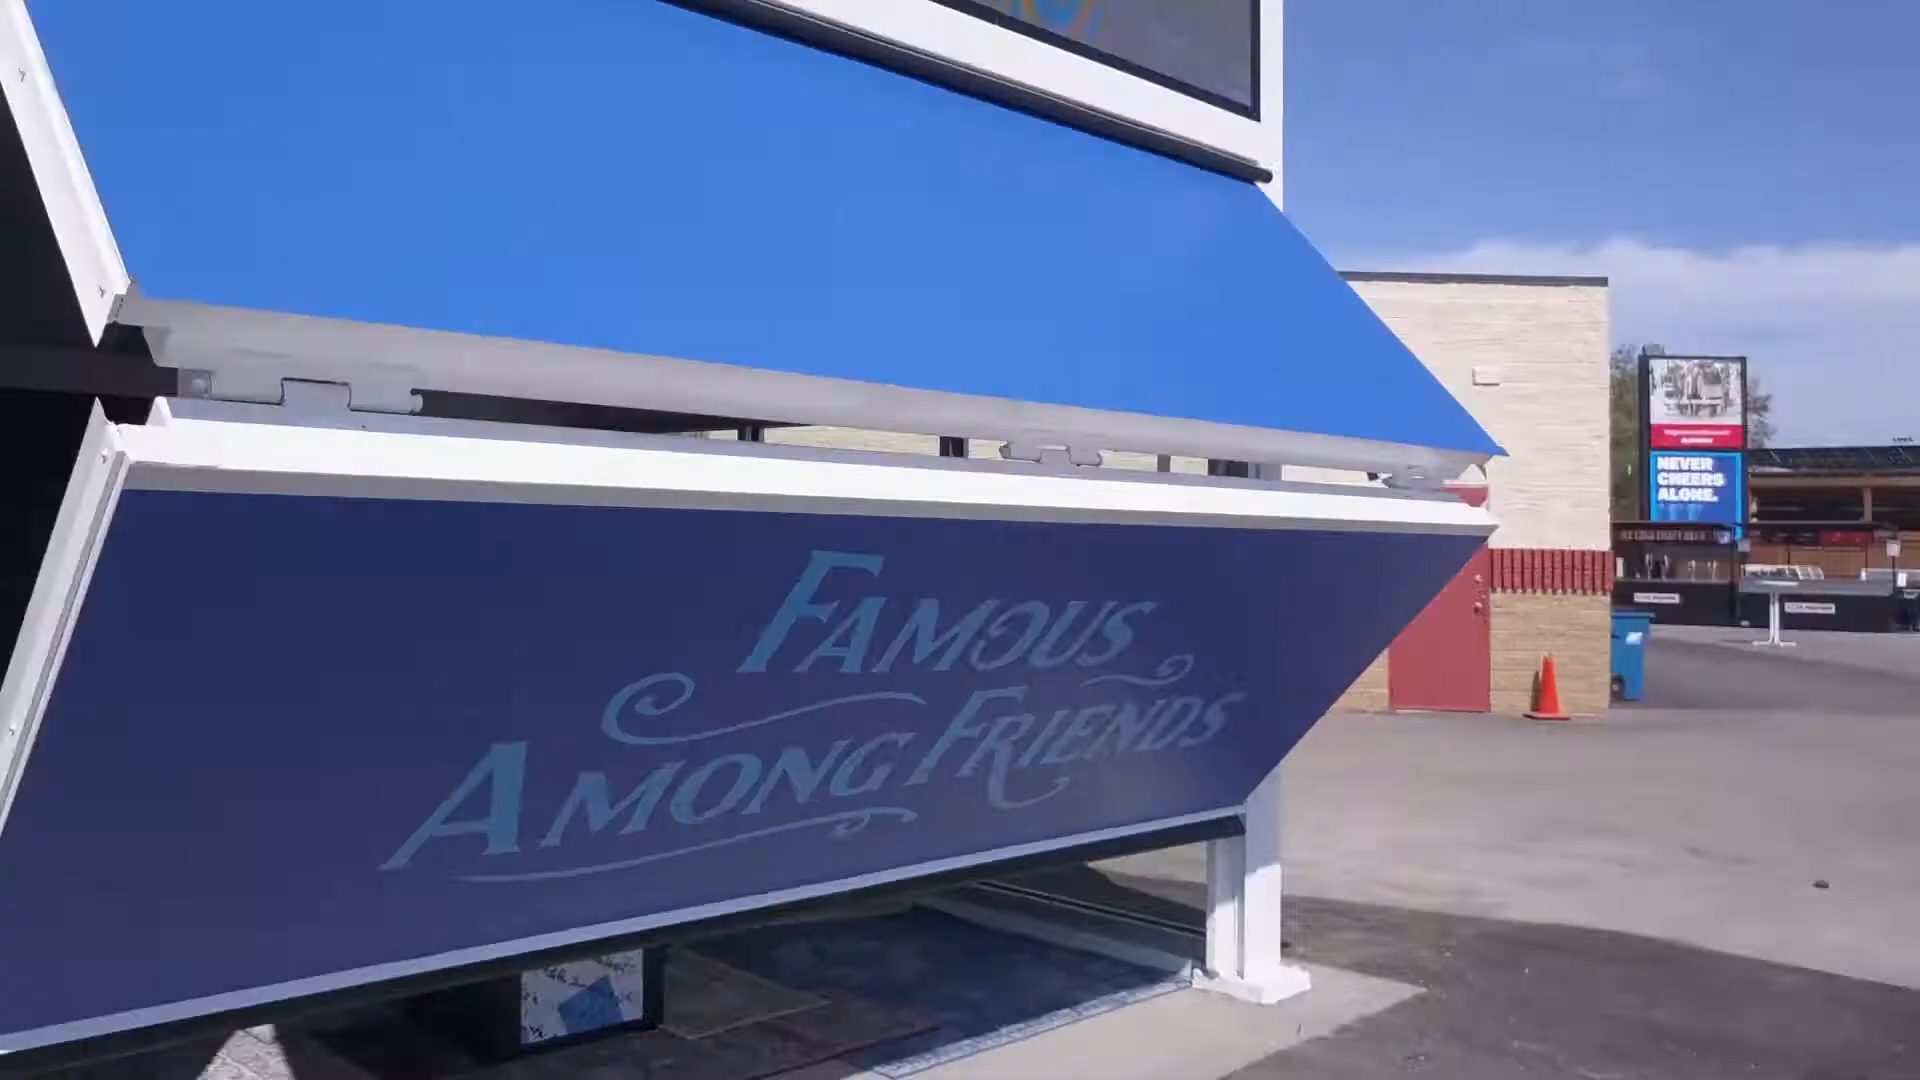 FAMOUS
AMONG FRIENDS
NEVER
CHEERS
ALONE.